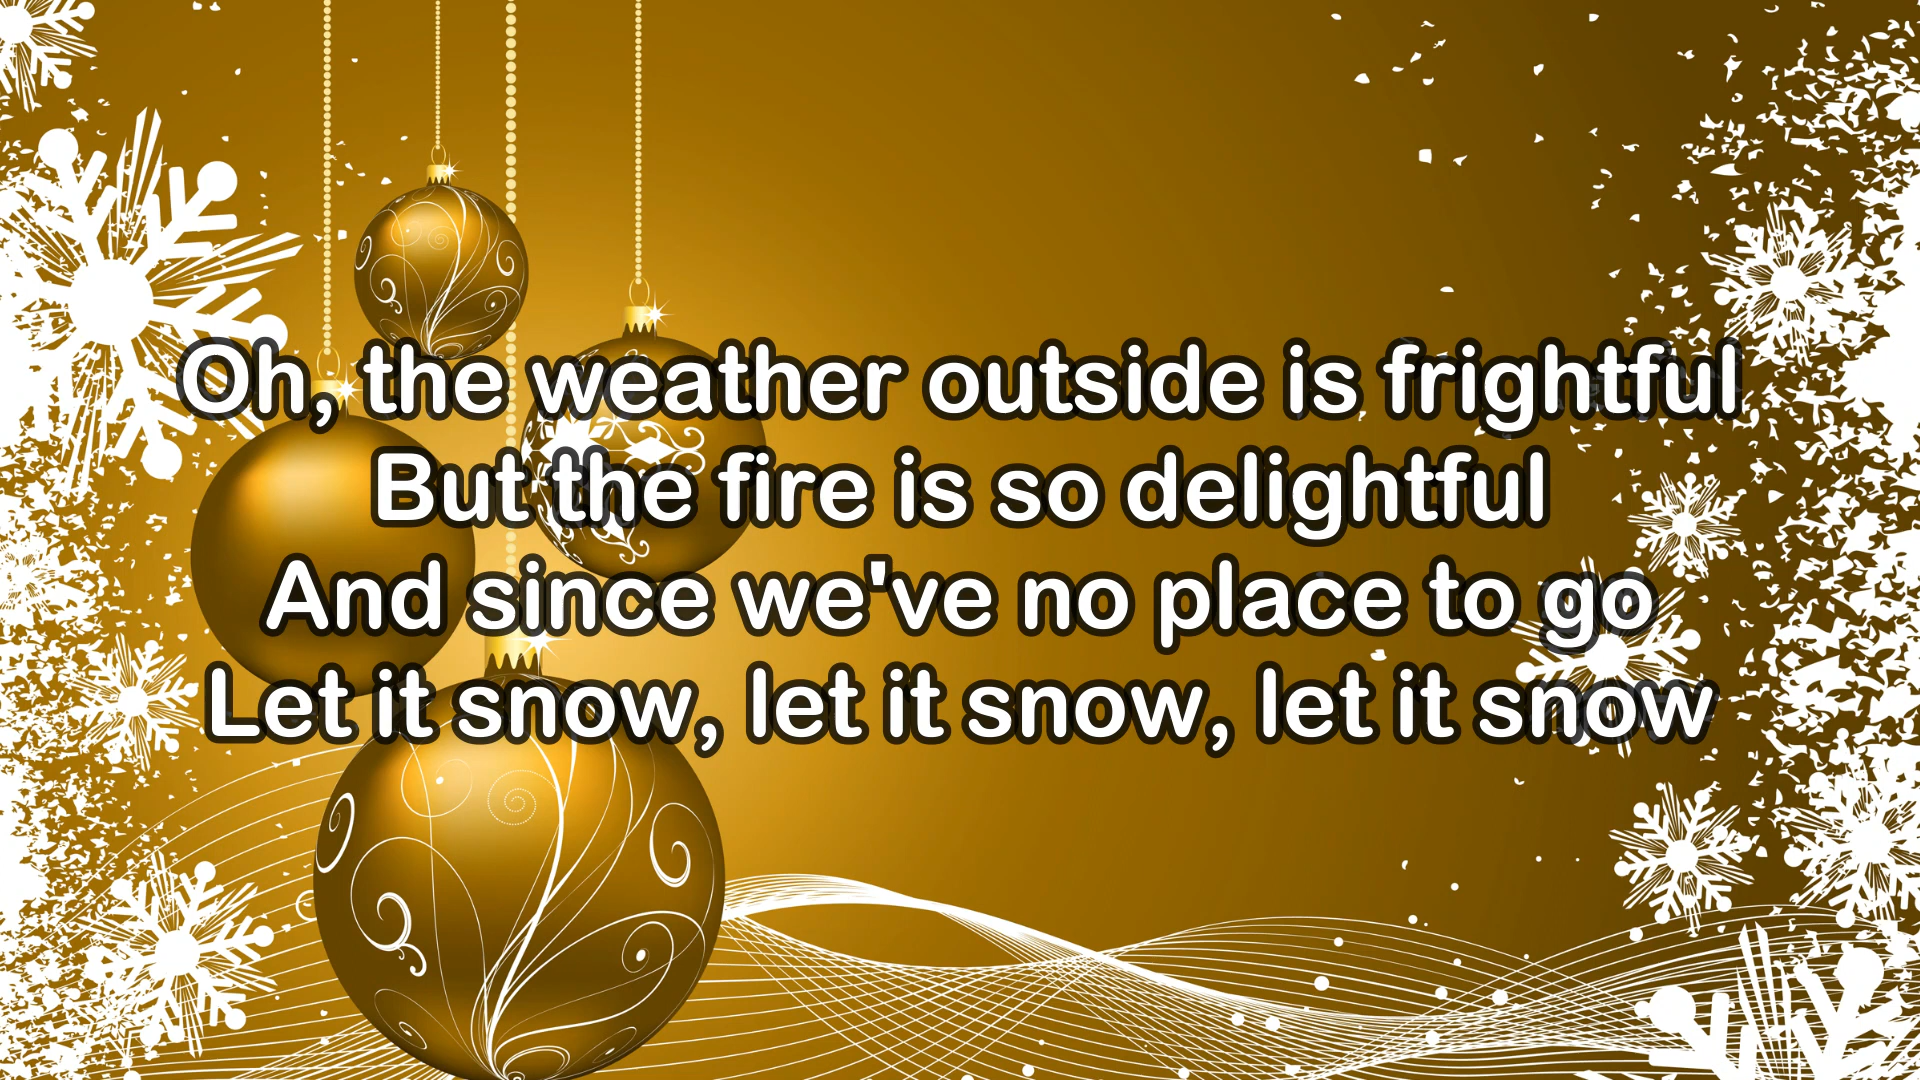 Oh, the weather outside is frightful
But the fire is so delightful
And since we've no place to go
Let it snow, let it snow, let it snow